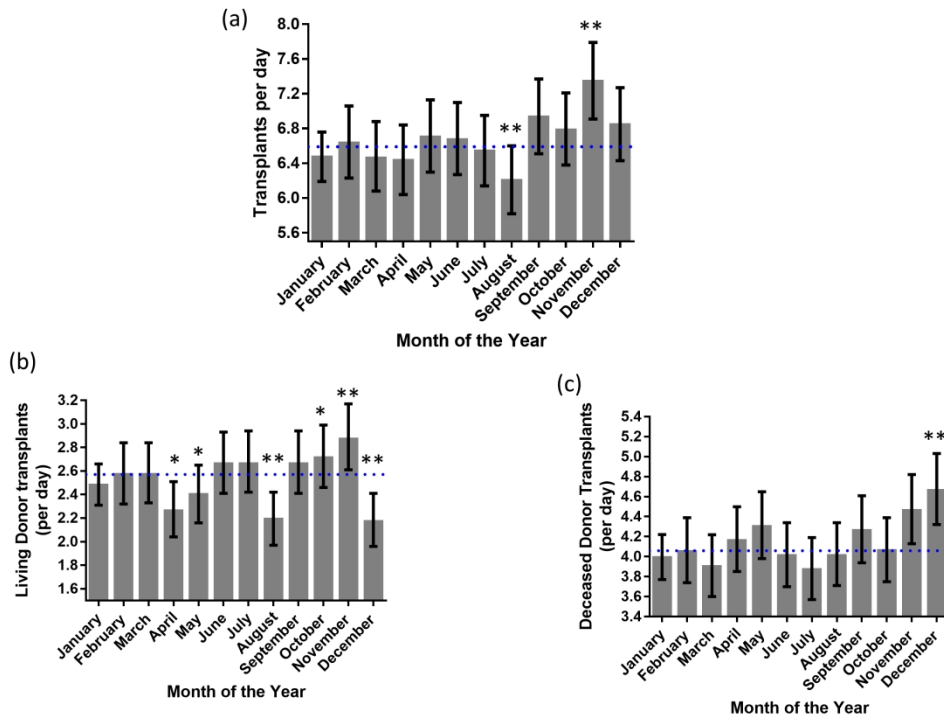 (a)
Transplants per day
8.0
7.6
7.2
6.8
6.4
6.0
5.6
**
**
January
February
March
April
May
June
July
August
September
October
November
December
Month of the Year
(b)
Living Donor transplants
(per day)
3.2
3.0
2.8
2.6
2.4
2.2
2.0
1.8
1.6
*
*
**
*
**
**
January
February
March
April
May
June
July
August
September
October
November
December
Month of the Year
(c)
Deceased Donor Transplants
(per day)
5.4
5.2
5.0
4.8
4.6
4.4
4.2
4.0
3.8
3.6
3.4
**
January
February
March
April
May
June
July
August
September
October
November
December
Month of the Year